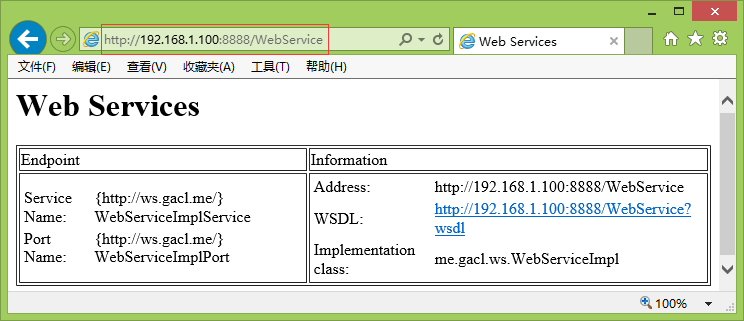 http://192.168.1.100:8888/WebService
Web Services
文件(F) 编辑(E) 查看(V) 收藏夹(A) 工具(T) 帮助(H)
Web Services
Endpoint Information
Service Name: {http://ws.gacl.me/}WebServiceImplService
Port Name: {http://ws.gacl.me/}WebServiceImplPort
Address: http://192.168.1.100:8888/WebService
WSDL: http://192.168.1.100:8888/WebService?wsdl
Implementation class: me.gacl.ws.WebServiceImpl
100%